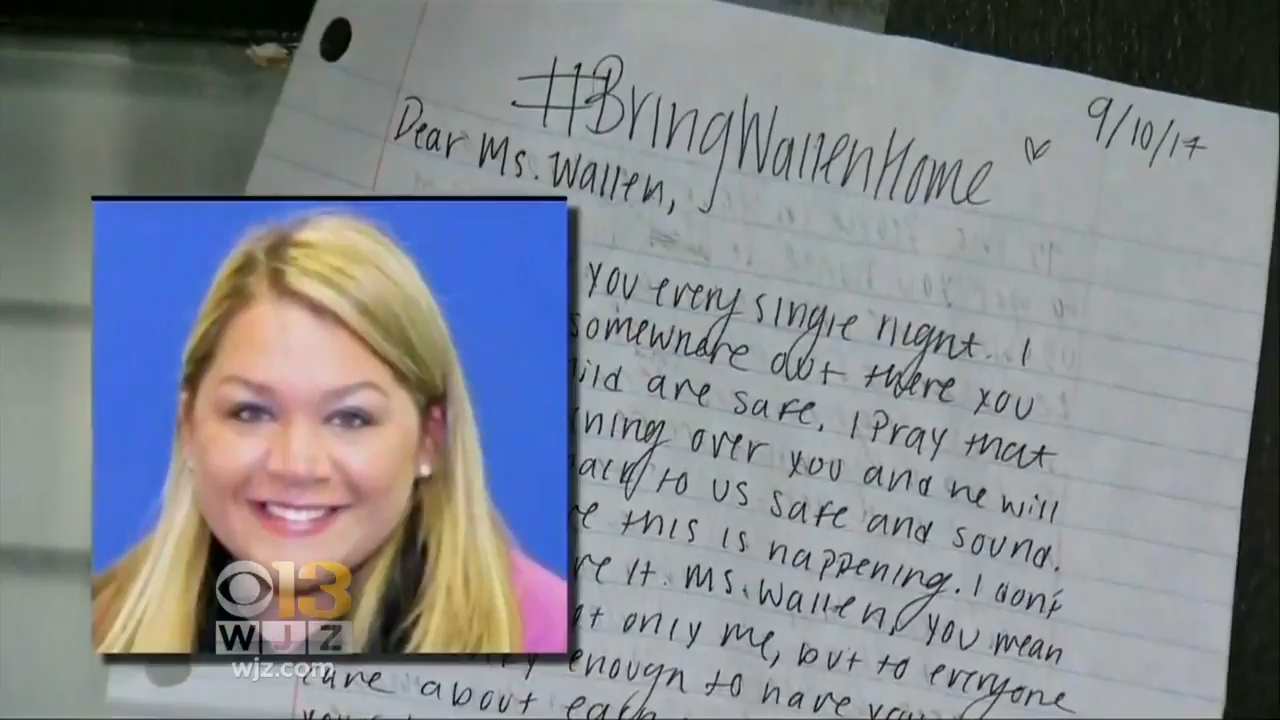 #BringWallenHome
9/10/17
Dear Ms. Wallen,
you every single night. I
somewhere out there you
ild are safe. I pray that
ning over you and he will
back to us safe and sound.
e this is happening. I don't
re it. Ms. Wallen, you mean
ot only me, but to everyone
enough to have you
care about each
CBS 13
WJZ
wjz.com